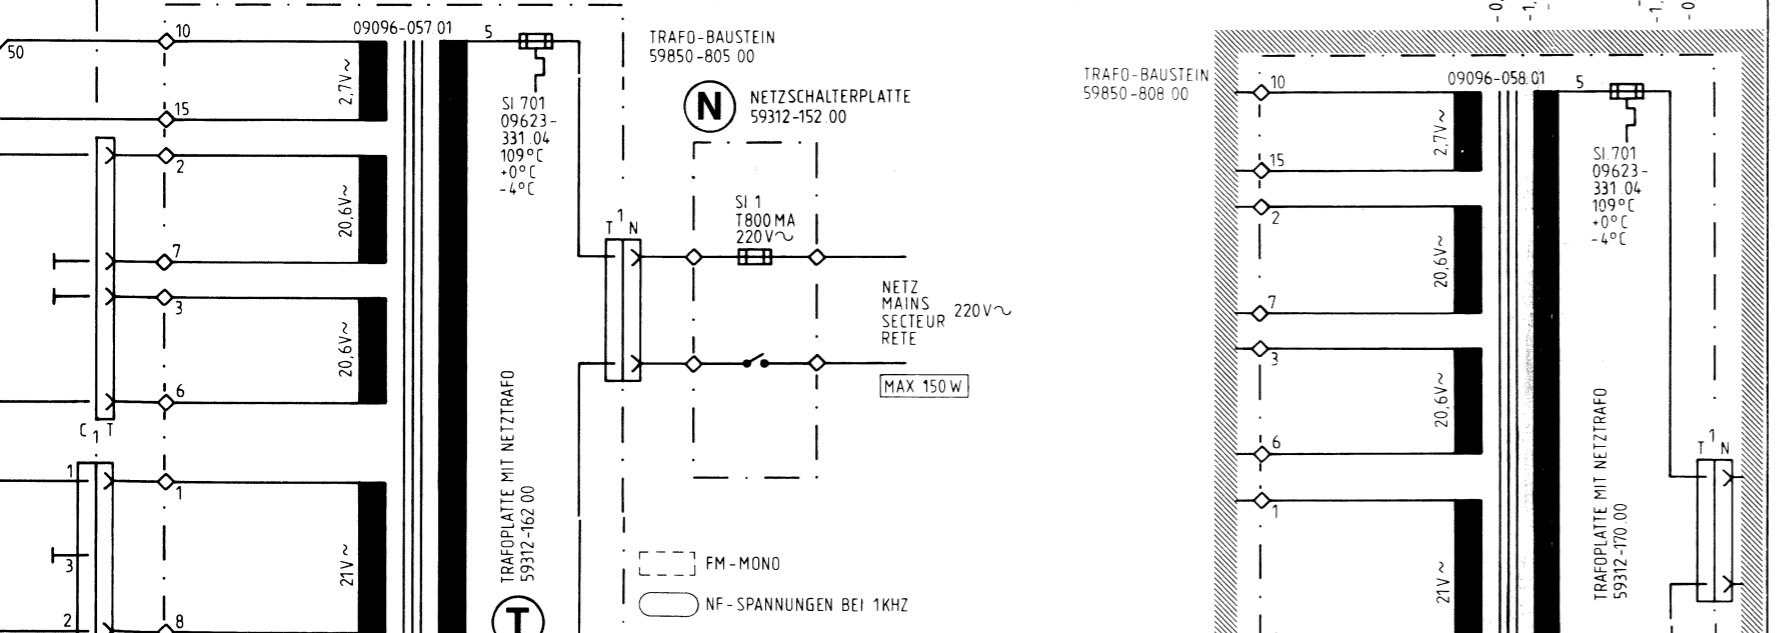 50
10
15
2
7
3
6
C 1 T
1
3
2
1
8
2,7V~
20,6V~
20,6V~
21V~
09096-057 01
5
SI 701
09623-
331.04
109°C
+0°C
-4°C
TRAFOPLATTE MIT NETZTRAFO
59312-162 00
T
TRAFO-BAUSTEIN
59850-805 00
N
NETZSCHALTERPLATTE
59312-152.00
SI 1
T800MA
220V~
T 1 N
NETZ
MAINS
SECTEUR
RETE
220V~
MAX 150W
FM-MONO
NF-SPANNUNGEN BEI 1KHZ
TRAFO-BAUSTEIN
59850-808 00
10
15
2
7
3
6
1
2,7V~
20,6V~
20,6V~
21V~
09096-058 01
5
SI.701
09623-
331 04
109°C
+0°C
-4°C
TRAFOPLATTE MIT NETZTRAFO
59312-170.00
T 1 N